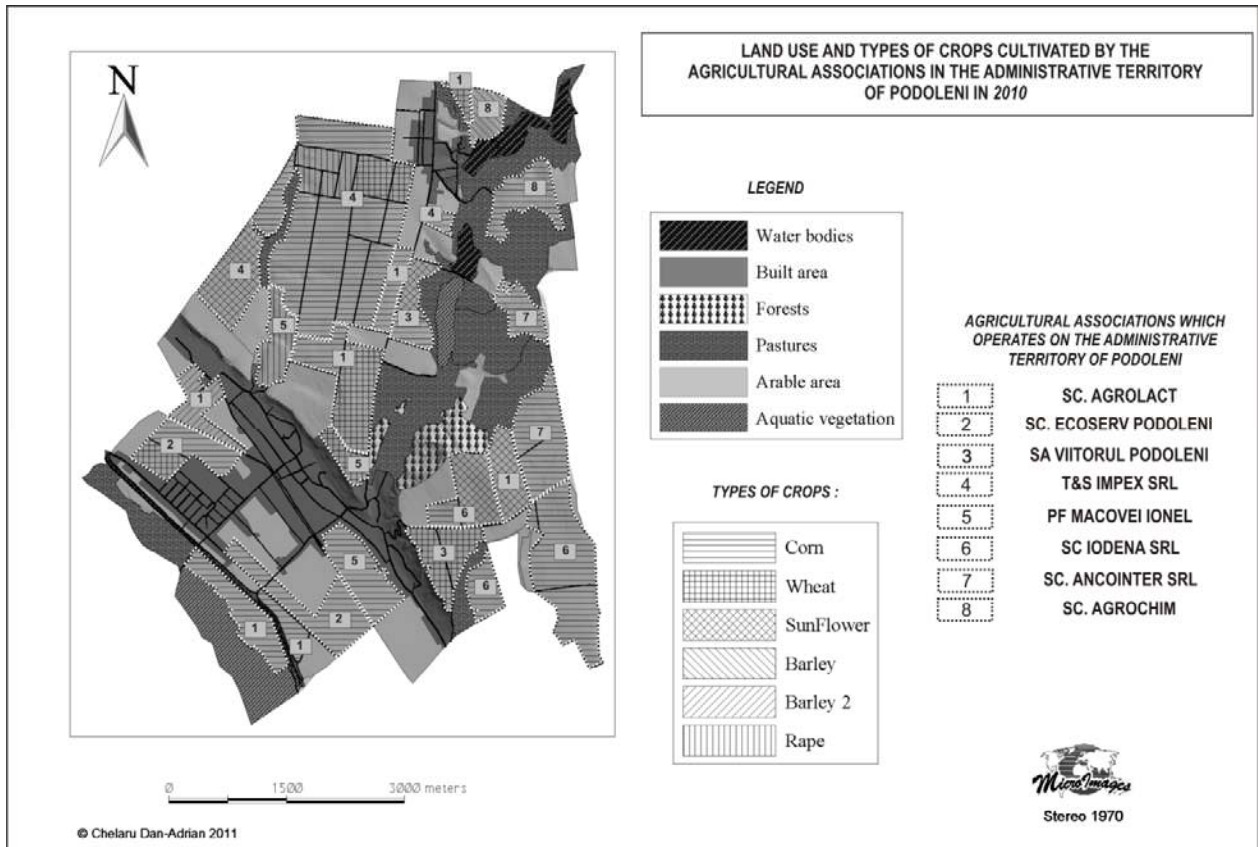 LAND USE AND TYPES OF CROPS CULTIVATED BY THE
AGRICULTURAL ASSOCIATIONS IN THE ADMINISTRATIVE TERRITORY
OF PODOLENI IN 2010
N
1
8
8
4
4
1
4
5
3
7
1
1
2
7
5
1
6
3
5
6
6
2
1
1
LEGEND
Water bodies
Built area
Forests
Pastures
Arable area
Aquatic vegetation
TYPES OF CROPS :
Corn
Wheat
SunFlower
Barley
Barley 2
Rape
AGRICULTURAL ASSOCIATIONS WHICH
OPERATES ON THE ADMINISTRATIVE
TERRITORY OF PODOLENI
1 SC. AGROLACT
2 SC. ECOSERV PODOLENI
3 SA VIITORUL PODOLENI
4 T&S IMPEX SRL
5 PF MACOVEI IONEL
6 SC IODENA SRL
7 SC. ANCOINTER SRL
8 SC. AGROCHIM
0 1500 3000 meters
MicroImages
Stereo 1970
© Chelaru Dan-Adrian 2011